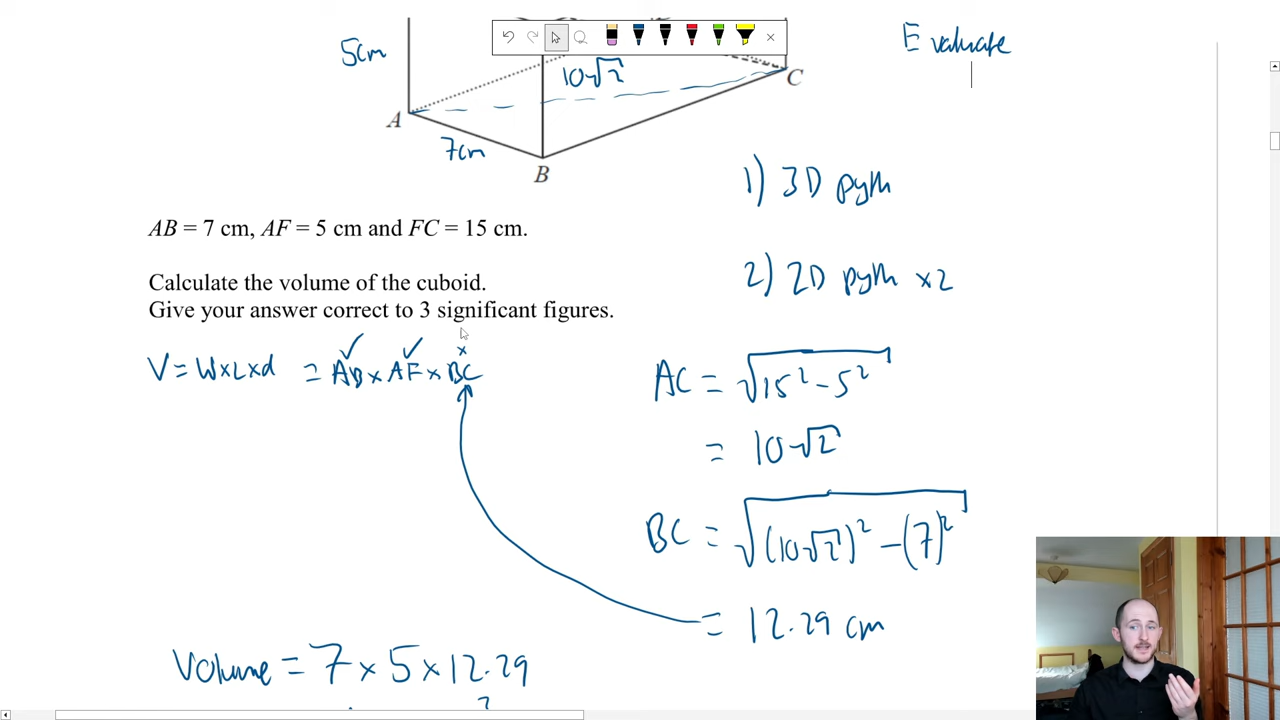 5cm
10√2
Evaluate
A
C
7cm
B
1) 3D pyth
AB = 7 cm, AF = 5 cm and FC = 15 cm.
2) 2D pyth ×2
Calculate the volume of the cuboid.
Give your answer correct to 3 significant figures.
V = W×L×d = AB × AF × BC
✓ ✓ ×
AC = √15² - 5²
= 10√2
BC = √(10√2)² - (7)²
= 12.29 cm
Volume = 7 × 5 × 12.29